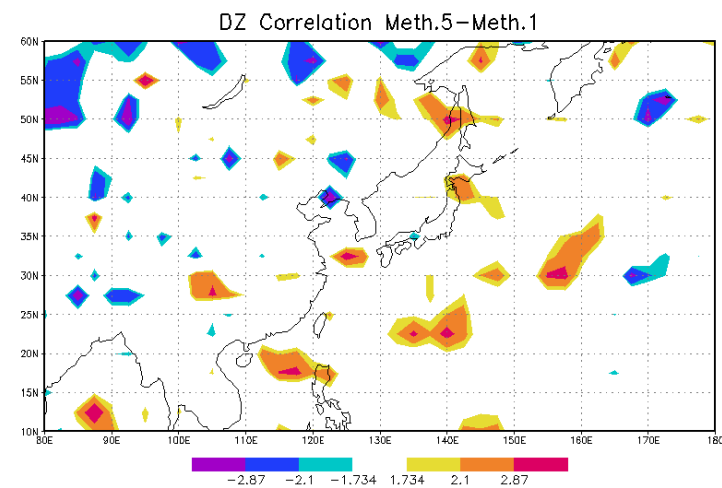 DZ Correlation Meth.5-Meth.1
60N
55N
50N
45N
40N
35N
30N
25N
20N
15N
10N
80E 90E 100E 110E 120E 130E 140E 150E 160E 170E 180
-2.87 -2.1 -1.734 1.734 2.1 2.87